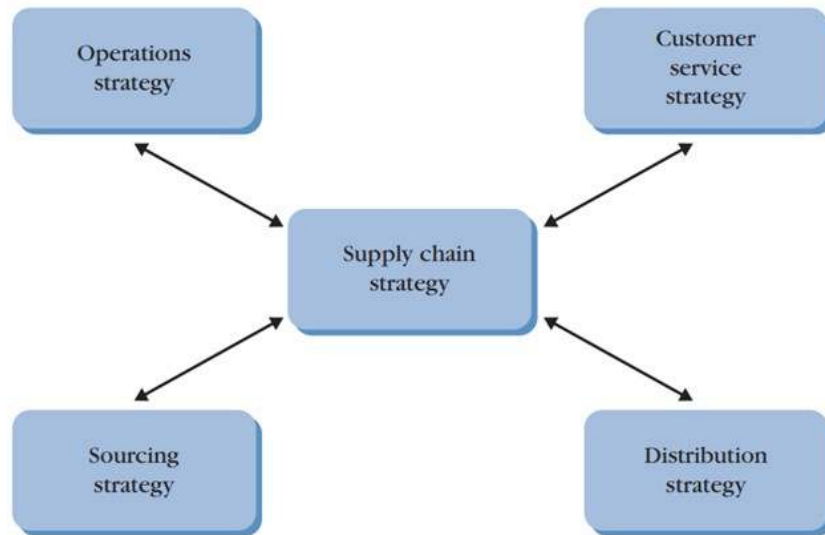 Operations
strategy
Customer
service
strategy
Supply chain
strategy
Sourcing
strategy
Distribution
strategy